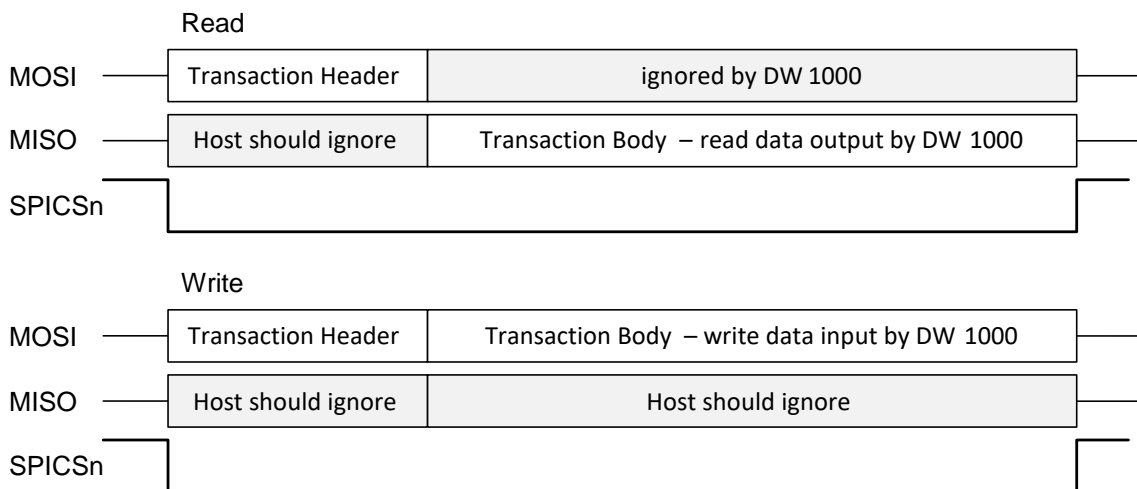 Read
MOSI Transaction Header ignored by DW 1000
MISO Host should ignore Transaction Body – read data output by DW 1000
SPICSn
Write
MOSI Transaction Header Transaction Body – write data input by DW 1000
MISO Host should ignore Host should ignore
SPICSn